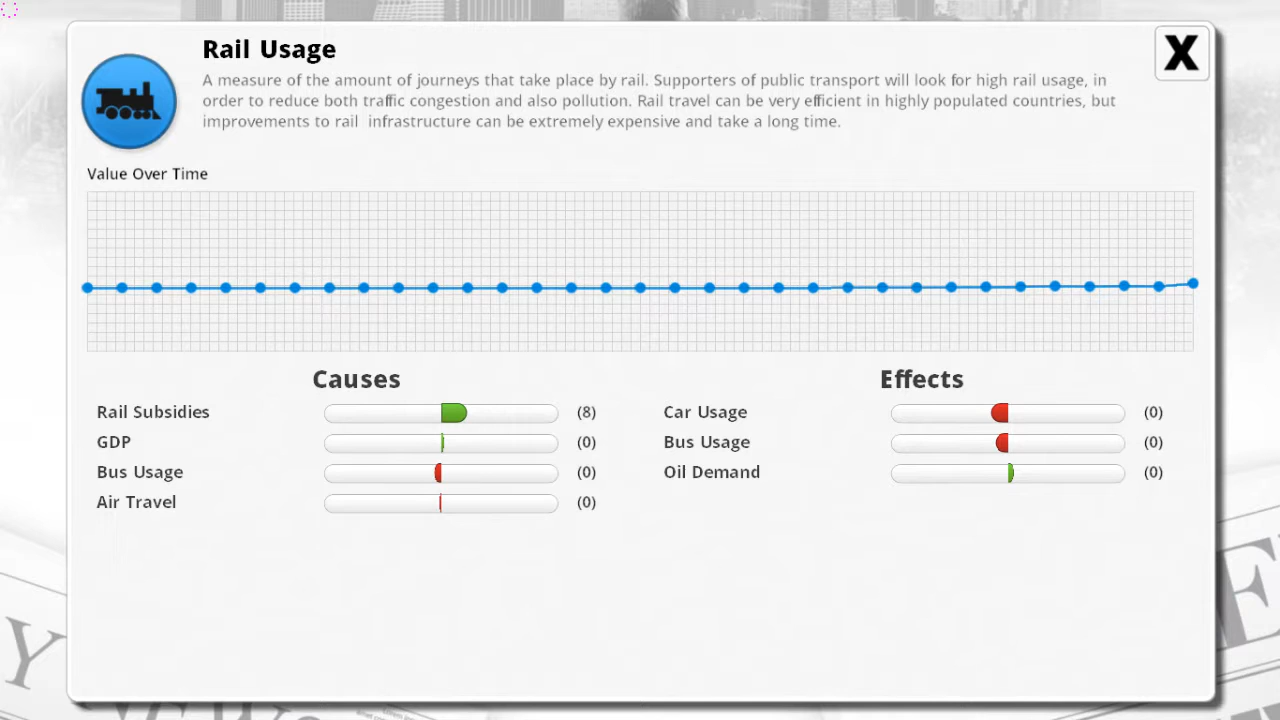 Rail Usage
X
A measure of the amount of journeys that take place by rail. Supporters of public transport will look for high rail usage, in
order to reduce both traffic congestion and also pollution. Rail travel can be very efficient in highly populated countries, but
improvements to rail infrastructure can be extremely expensive and take a long time.
Value Over Time
Causes
Rail Subsidies (8)
GDP (0)
Bus Usage (0)
Air Travel (0)
Effects
Car Usage (0)
Bus Usage (0)
Oil Demand (0)